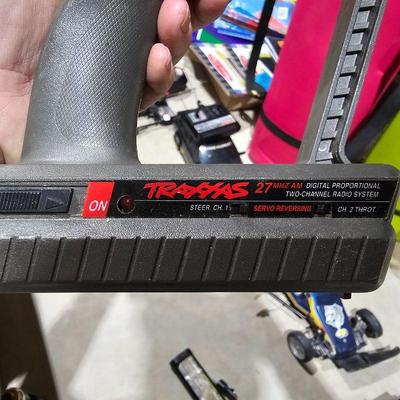 ON
TRAXXAS 27 MHZ AM DIGITAL PROPORTIONAL
TWO-CHANNEL RADIO SYSTEM
STEER. CH. 1 SERVO REVERSING CH. 2 THROT.